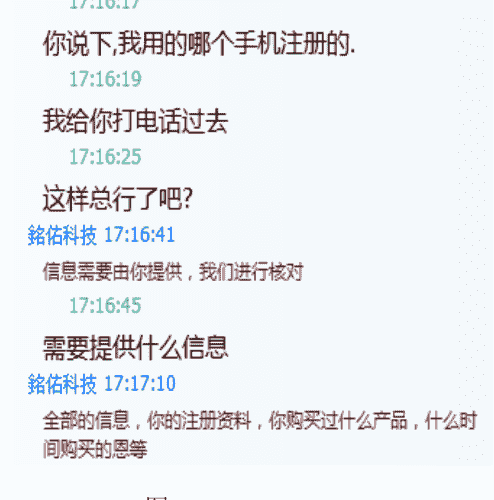 17:16:17
你说下,我用的哪个手机注册的.
17:16:19
我给你打电话过去
17:16:25
这样总行了吧?
銘佑科技 17:16:41
信息需要由你提供，我们进行核对
17:16:45
需要提供什么信息
銘佑科技 17:17:10
全部的信息，你的注册资料，你购买过什么产品，什么时
间购买的恩等